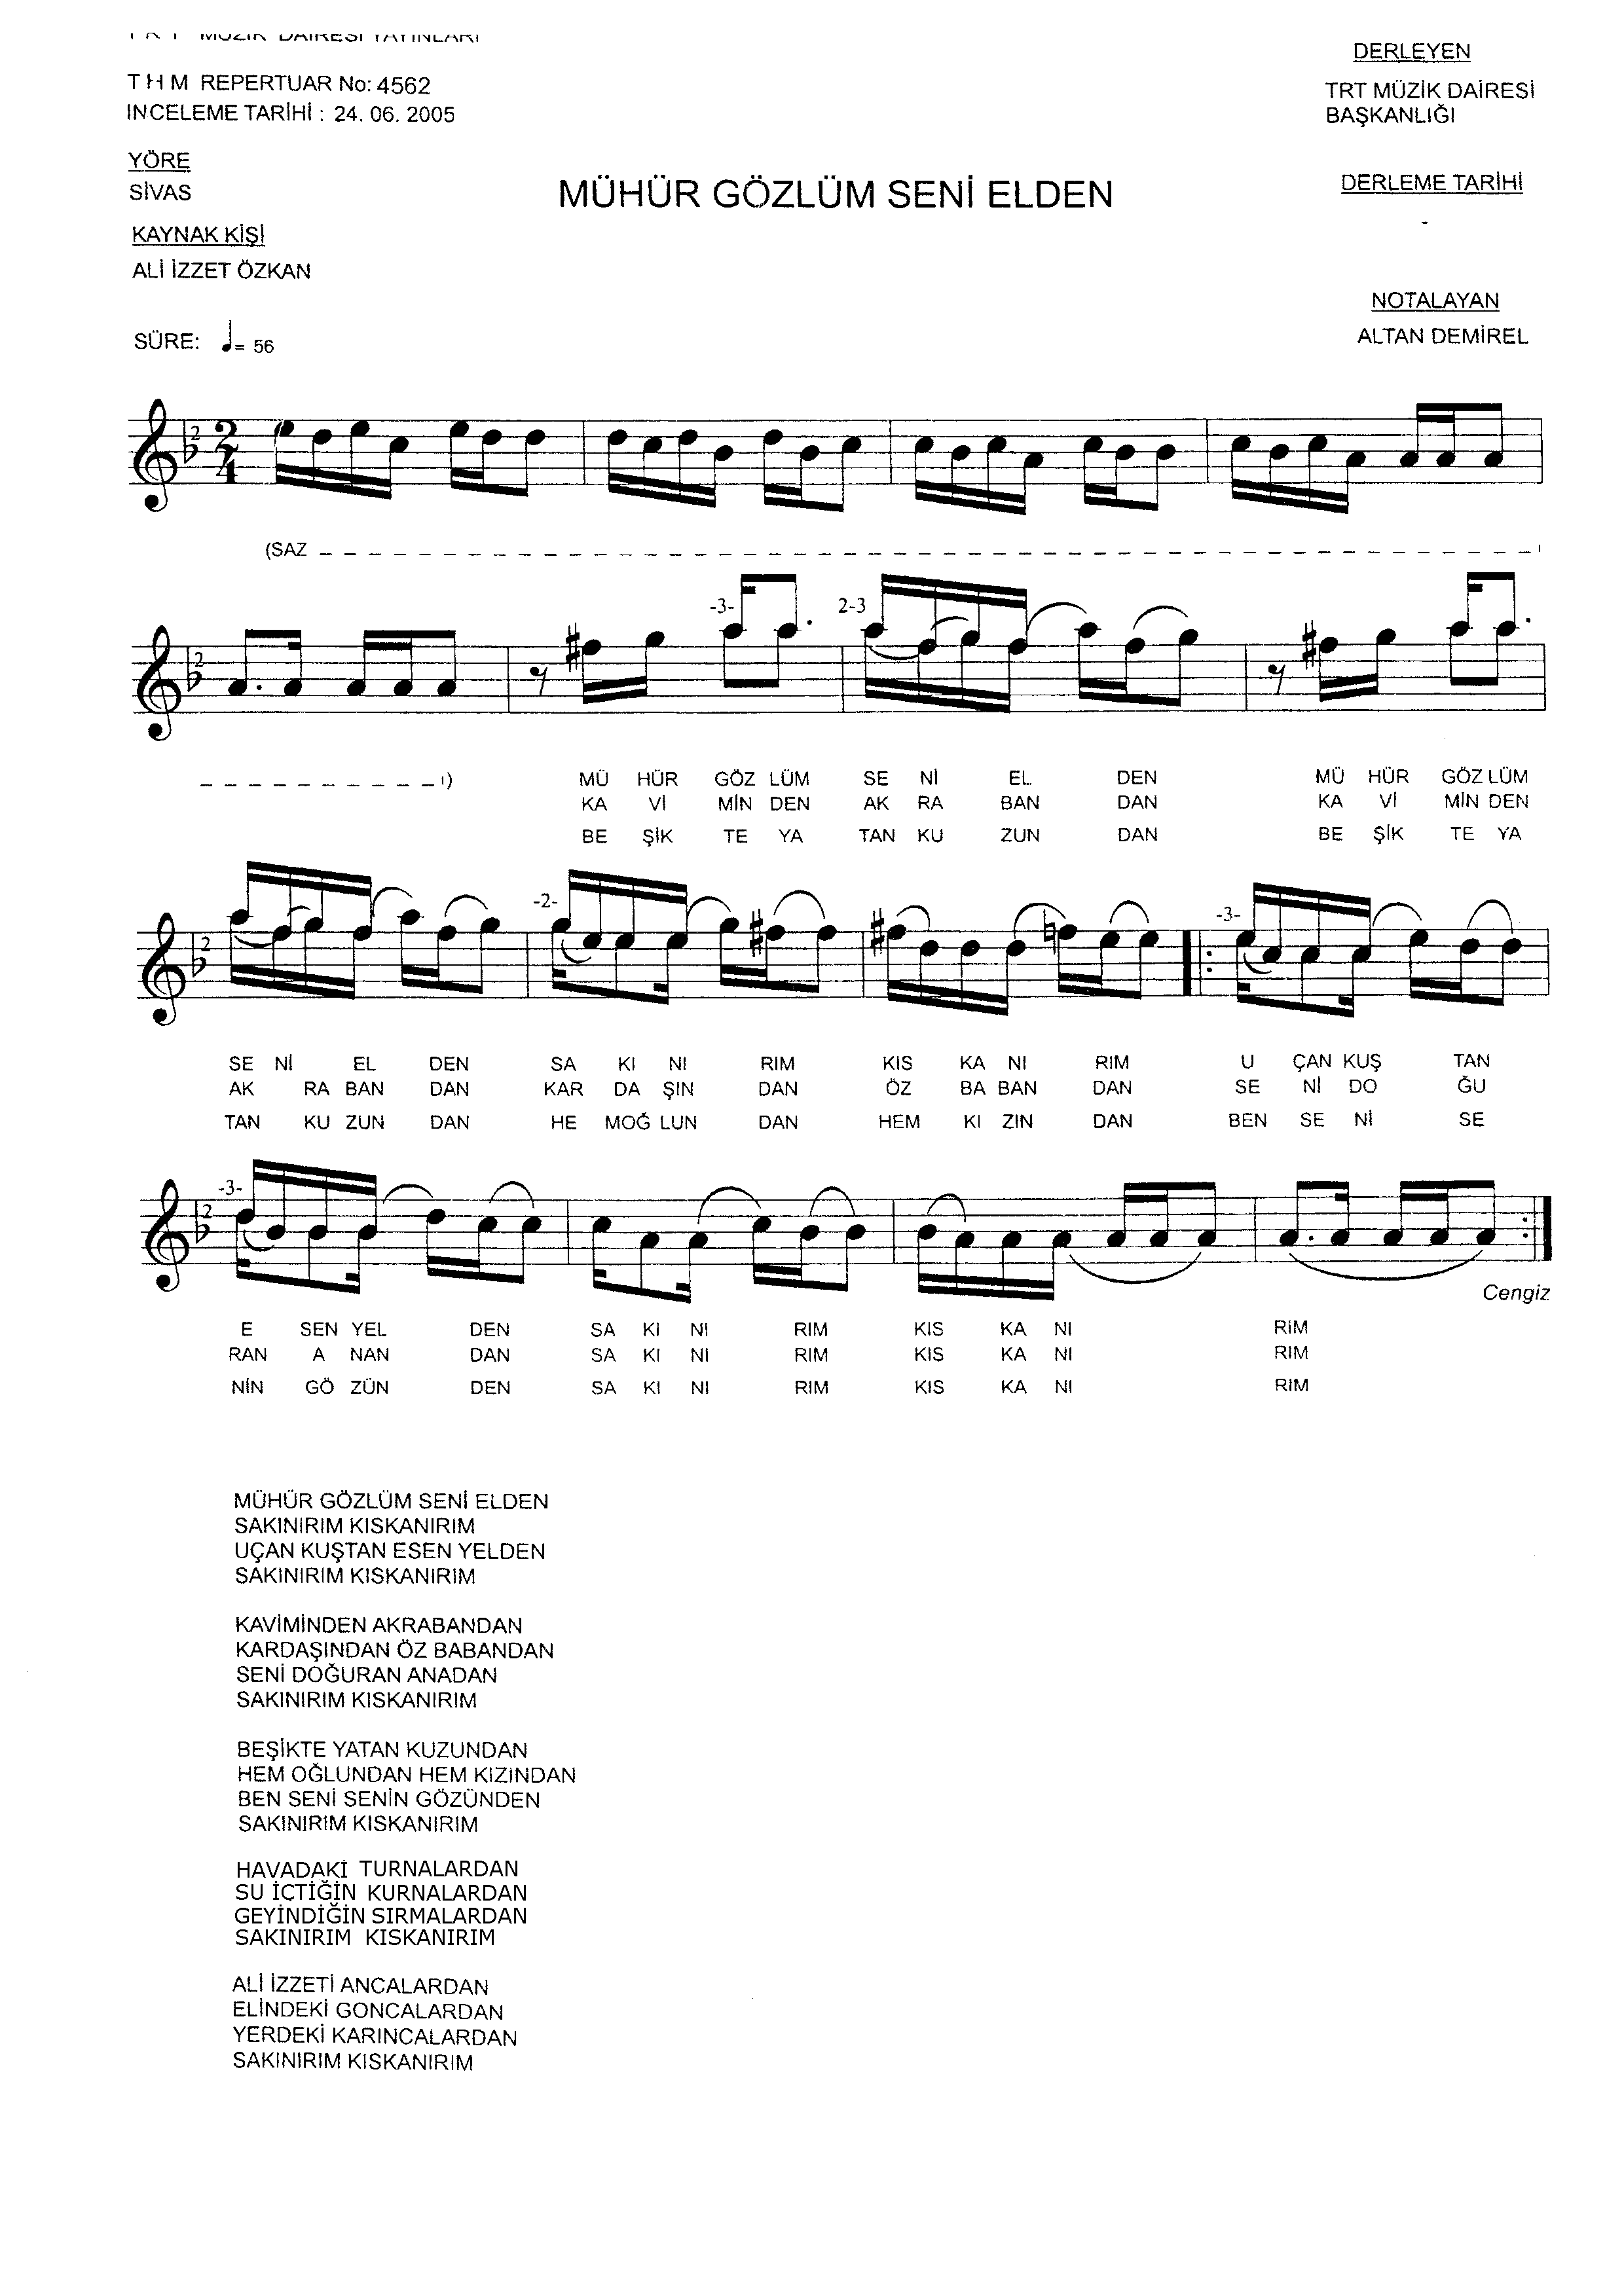 T R T MÜZİK DAİRESİ YAYINLARI
T H M REPERTUAR No: 4562
INCELEME TARİHİ : 24. 06. 2005
YÖRE
SİVAS
KAYNAK KİŞİ
ALİ İZZET ÖZKAN
SÜRE: = 56
MÜHÜR GÖZLÜM SENİ ELDEN
DERLEYEN
TRT MÜZİK DAİRESİ
BAŞKANLIĞI
DERLEME TARİHİ
-
NOTALAYAN
ALTAN DEMİREL
2 2 4
(SAZ
2 -3- 2-3
MÜ HÜR GÖZ LÜM SE Nİ EL DEN MÜ HÜR GÖZ LÜM
KA Vİ MİN DEN AK RA BAN DAN KA Vİ MİN DEN
BE ŞİK TE YA TAN KU ZUN DAN BE ŞİK TE YA
2 -2- -3-
SE Nİ EL DEN SA KI NI RIM KIS KA NI RIM U ÇAN KUŞ TAN
AK RA BAN DAN KAR DA ŞIN DAN ÖZ BA BAN DAN SE Nİ DO ĞU
TAN KU ZUN DAN HE MOĞ LUN DAN HEM KI ZIN DAN BEN SE Nİ SE
2 -3-
Cengiz
E SEN YEL DEN SA KI NI RIM KIS KA NI RIM
RAN A NAN DAN SA KI NI RIM KIS KA NI RIM
NİN GÖ ZÜN DEN SA KI NI RIM KIS KA NI RIM
MÜHÜR GÖZLÜM SENİ ELDEN
SAKINIRIM KISKANIRIM
UÇAN KUŞTAN ESEN YELDEN
SAKINIRIM KISKANIRIM
KAVİMİNDEN AKRABANDAN
KARDAŞINDAN ÖZ BABANDAN
SENİ DOĞURAN ANADAN
SAKINIRIM KISKANIRIM
BEŞİKTE YATAN KUZUNDAN
HEM OĞLUNDAN HEM KIZINDAN
BEN SENİ SENİN GÖZÜNDEN
SAKINIRIM KISKANIRIM
HAVADAKİ TURNALARDAN
SU İÇTİĞİN KURNALARDAN
GEYİNDİĞİN SIRMALARDAN
SAKINIRIM KISKANIRIM
ALİ İZZETİ ANCALARDAN
ELİNDEKİ GONCALARDAN
YERDEKİ KARINCALARDAN
SAKINIRIM KISKANIRIM